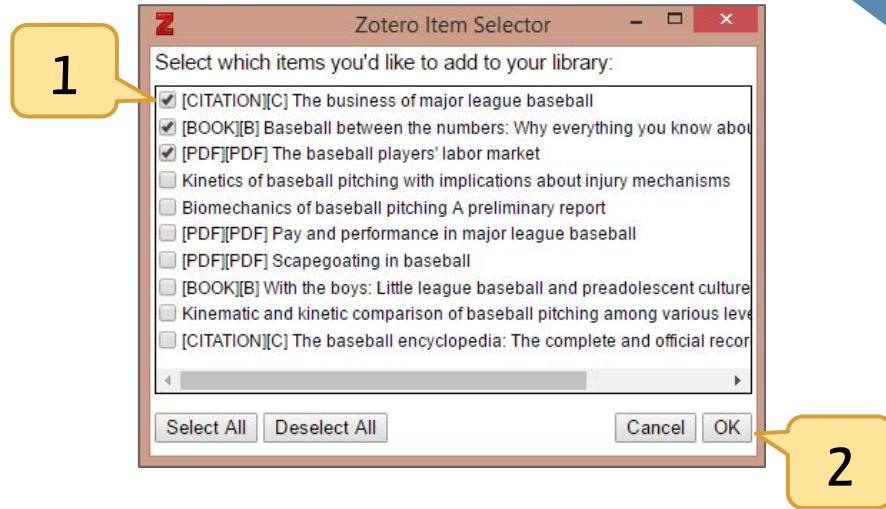 Z Zotero Item Selector
1
Select which items you'd like to add to your library:
[CITATION][C] The business of major league baseball
[BOOK][B] Baseball between the numbers: Why everything you know abou
[PDF][PDF] The baseball players' labor market
Kinetics of baseball pitching with implications about injury mechanisms
Biomechanics of baseball pitching A preliminary report
[PDF][PDF] Pay and performance in major league baseball
[PDF][PDF] Scapegoating in baseball
[BOOK][B] With the boys: Little league baseball and preadolescent culture
Kinematic and kinetic comparison of baseball pitching among various leve
[CITATION][C] The baseball encyclopedia: The complete and official recor
Select All Deselect All Cancel OK
2